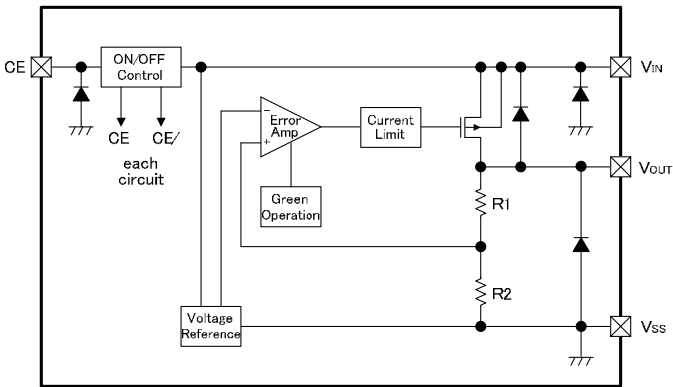 CE
ON/OFF
Control
VIN
CE
CE/
each
circuit
−
Error
Amp
+
Current
Limit
VOUT
Green
Operation
R1
R2
Voltage
Reference
VSS